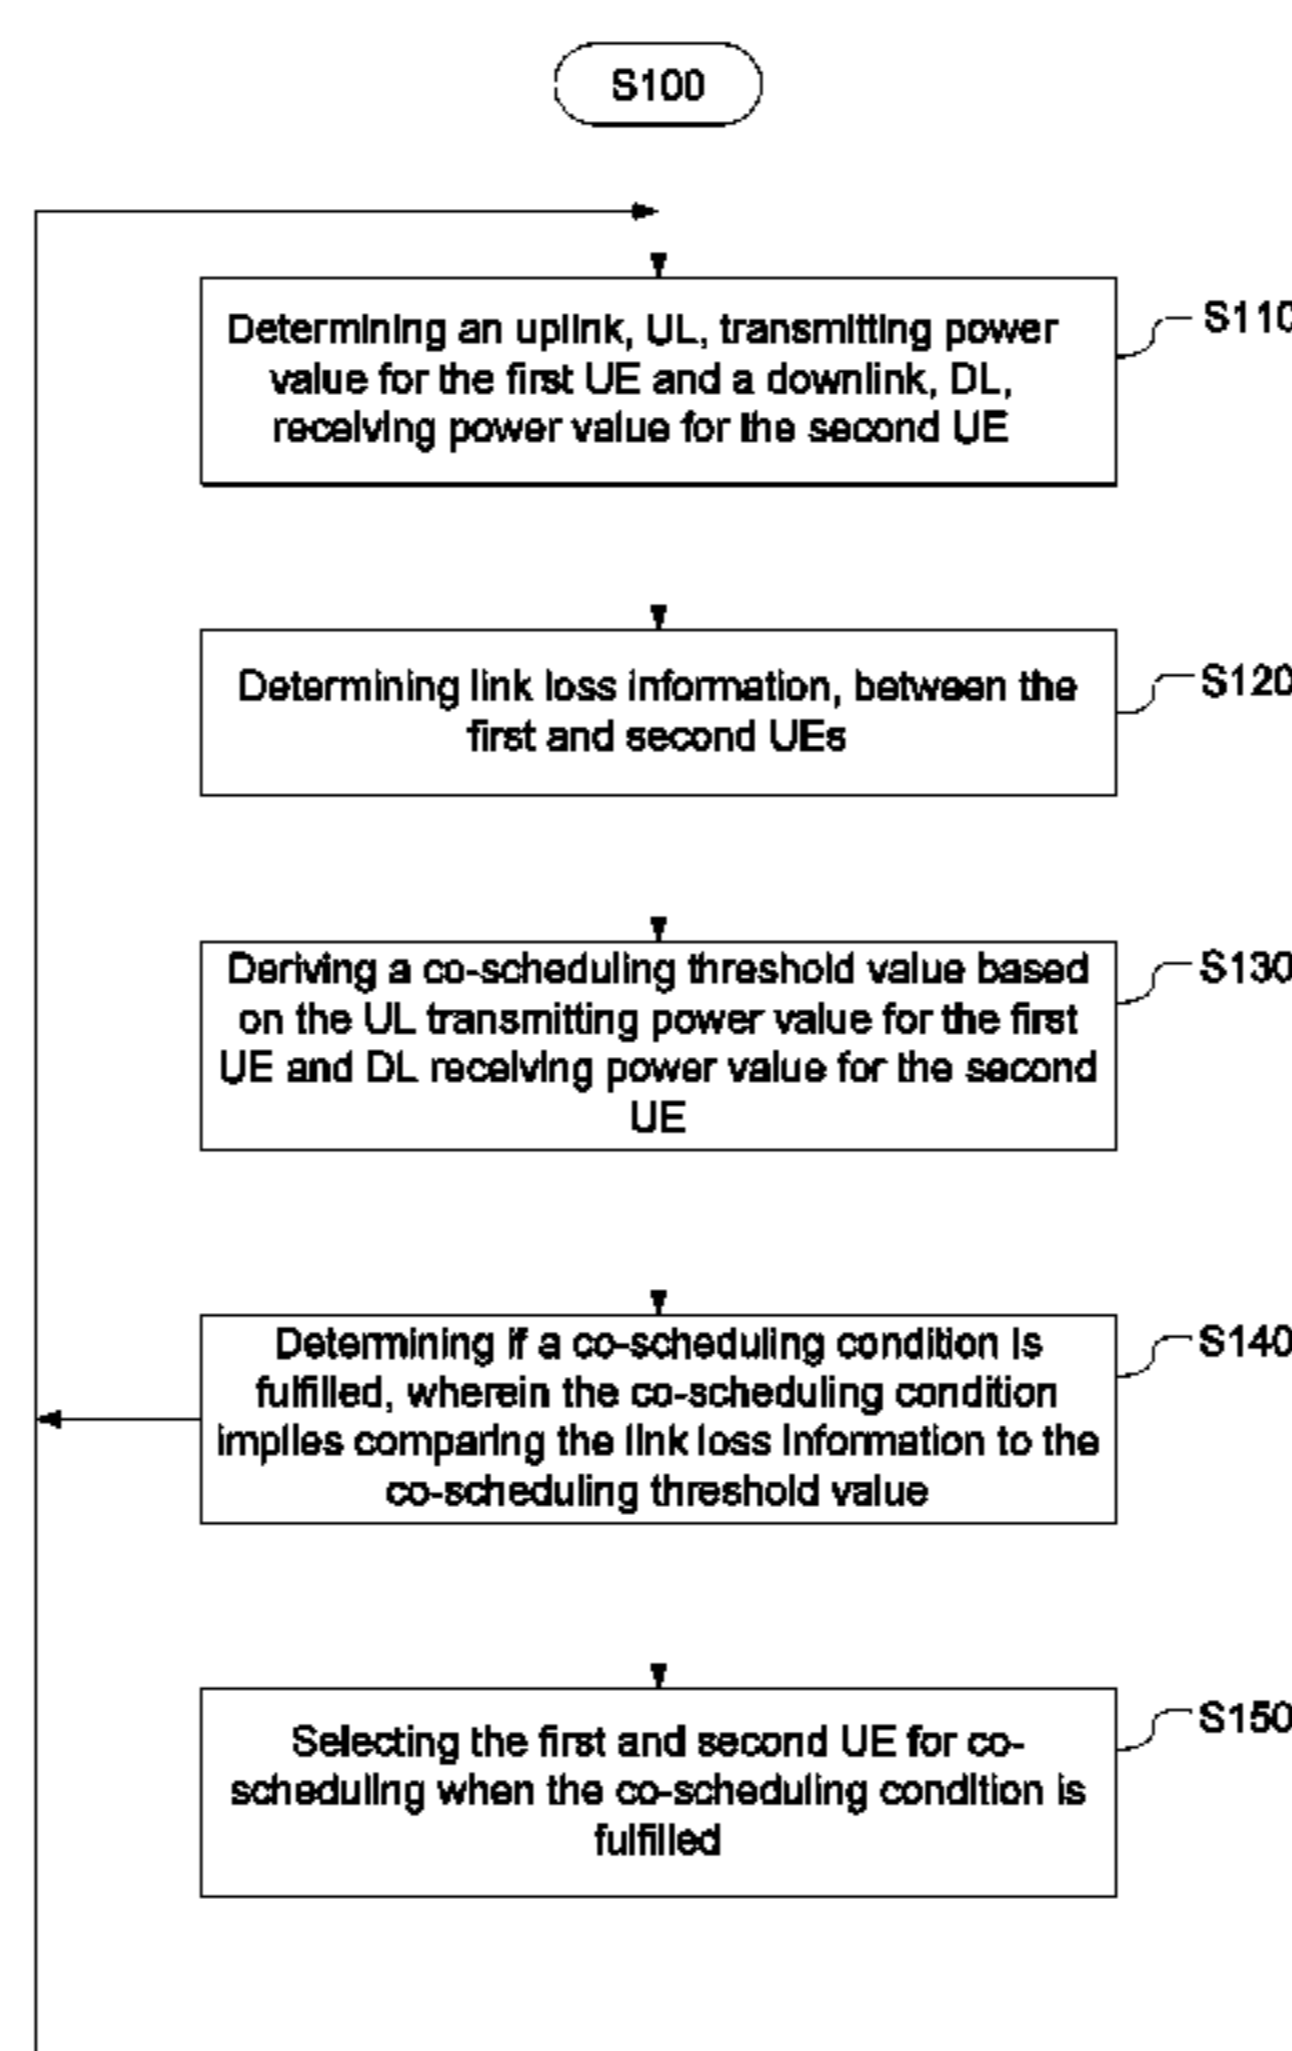 S100
Determining an uplink, UL, transmitting power
value for the first UE and a downlink, DL,
receiving power value for the second UE
S110
Determining link loss information, between the
first and second UEs
S120
Deriving a co-scheduling threshold value based
on the UL transmitting power value for the first
UE and DL receiving power value for the second
UE
S130
Determining if a co-scheduling condition is
fulfilled, wherein the co-scheduling condition
implies comparing the link loss information to the
co-scheduling threshold value
S140
Selecting the first and second UE for co-
scheduling when the co-scheduling condition is
fulfilled
S150